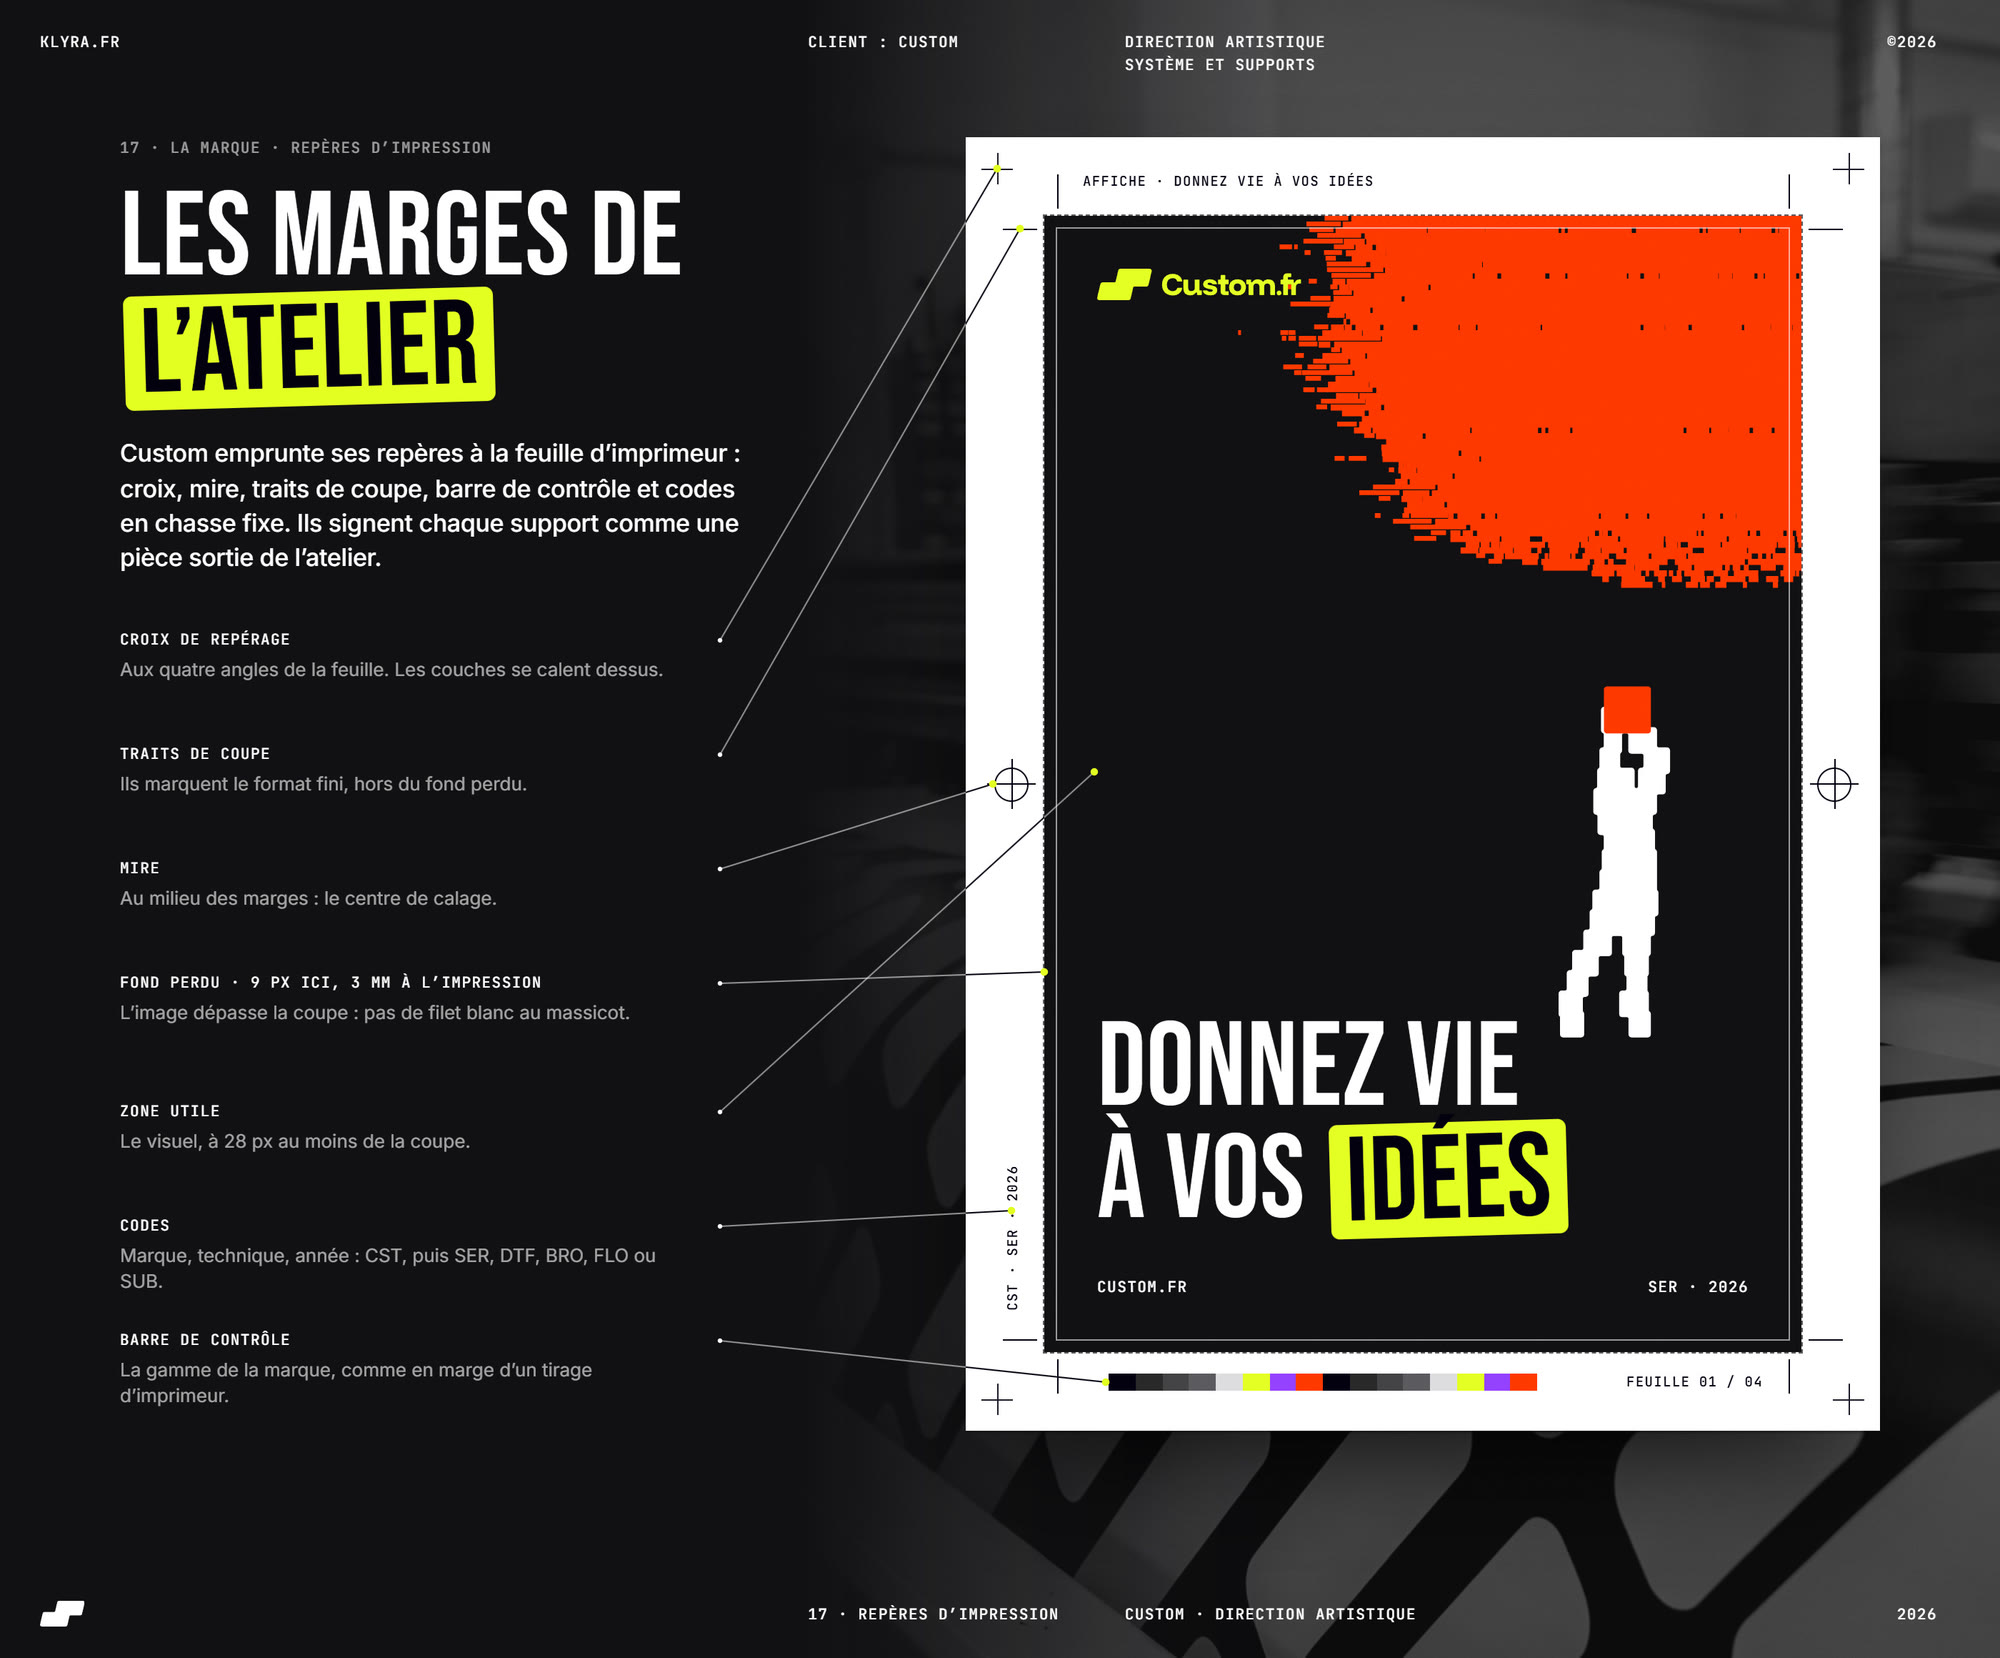 KLYRA.FR
CLIENT : CUSTOM
DIRECTION ARTISTIQUE
SYSTÈME ET SUPPORTS
©2026
17 · LA MARQUE · REPÈRES D’IMPRESSION
LES MARGES DE
L’ATELIER
Custom emprunte ses repères à la feuille d’imprimeur :
croix, mire, traits de coupe, barre de contrôle et codes
en chasse fixe. Ils signent chaque support comme une
pièce sortie de l’atelier.
CROIX DE REPÉRAGE
Aux quatre angles de la feuille. Les couches se calent dessus.
TRAITS DE COUPE
Ils marquent le format fini, hors du fond perdu.
MIRE
Au milieu des marges : le centre de calage.
FOND PERDU · 9 PX ICI, 3 MM À L’IMPRESSION
L’image dépasse la coupe : pas de filet blanc au massicot.
ZONE UTILE
Le visuel, à 28 px au moins de la coupe.
CODES
Marque, technique, année : CST, puis SER, DTF, BRO, FLO ou
SUB.
BARRE DE CONTRÔLE
La gamme de la marque, comme en marge d’un tirage
d’imprimeur.
AFFICHE · DONNEZ VIE À VOS IDÉES
Custom.fr
DONNEZ VIE
À VOS IDÉES
CUSTOM.FR
SER · 2026
CST · SER · 2026
FEUILLE 01 / 04
17 · REPÈRES D’IMPRESSION
CUSTOM · DIRECTION ARTISTIQUE
2026